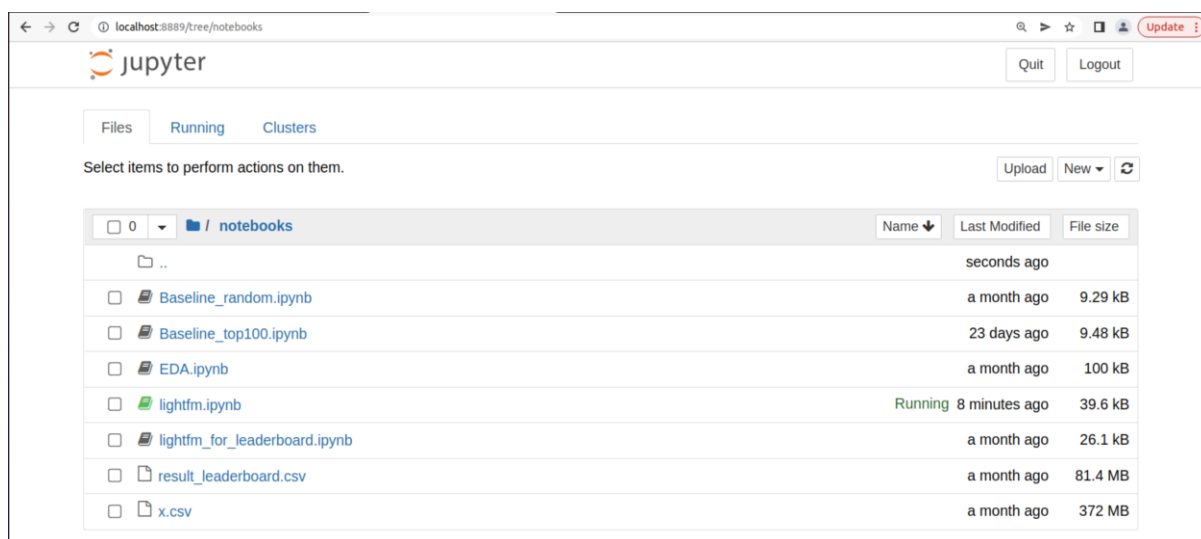 localhost:8889/tree/notebooks Update
jupyter Quit Logout
Files Running Clusters
Select items to perform actions on them. Upload New
0 / notebooks Name Last Modified File size
.. seconds ago
Baseline_random.ipynb a month ago 9.29 kB
Baseline_top100.ipynb 23 days ago 9.48 kB
EDA.ipynb a month ago 100 kB
lightfm.ipynb Running 8 minutes ago 39.6 kB
lightfm_for_leaderboard.ipynb a month ago 26.1 kB
result_leaderboard.csv a month ago 81.4 MB
x.csv a month ago 372 MB